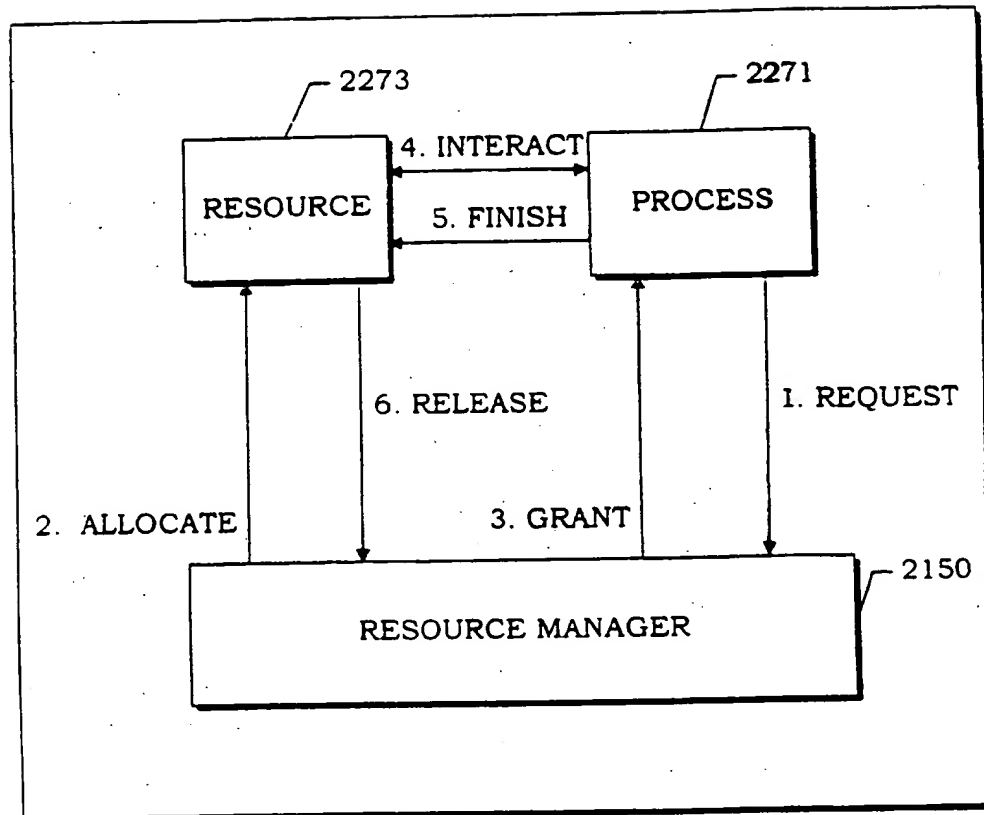 2273
2271
4. INTERACT
RESOURCE
PROCESS
5. FINISH
6. RELEASE
1. REQUEST
2. ALLOCATE
3. GRANT
2150
RESOURCE MANAGER